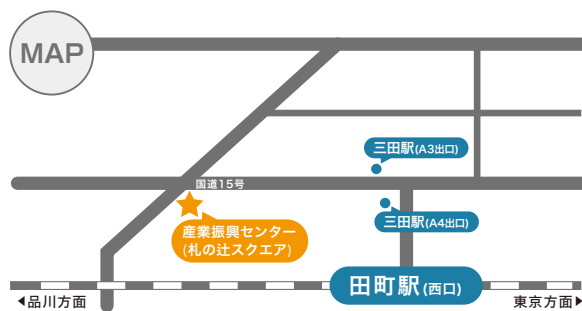 MAP
三田駅(A3出口)
国道15号
三田駅(A4出口)
産業振興センター
(札の辻スクエア)
田町駅(西口)
◀品川方面
東京方面▶